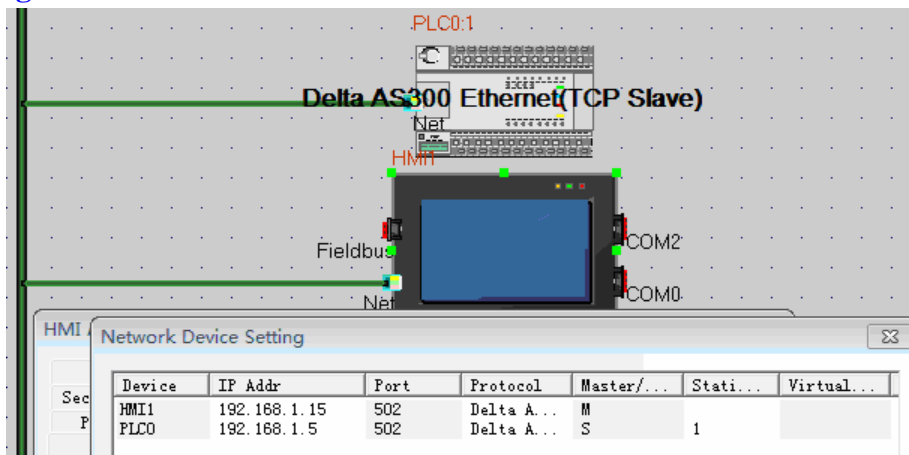 PLC0:1
Delta AS300 Ethernet(TCP Slave)
Net
HMI1
COM2
Fieldbus
COM0
Net
HMI
Network Device Setting
Device IP Addr Port Protocol Master/... Stati... Virtual...
HMI1 192.168.1.15 502 Delta A... M
PLC0 192.168.1.5 502 Delta A... S 1
Sec
P